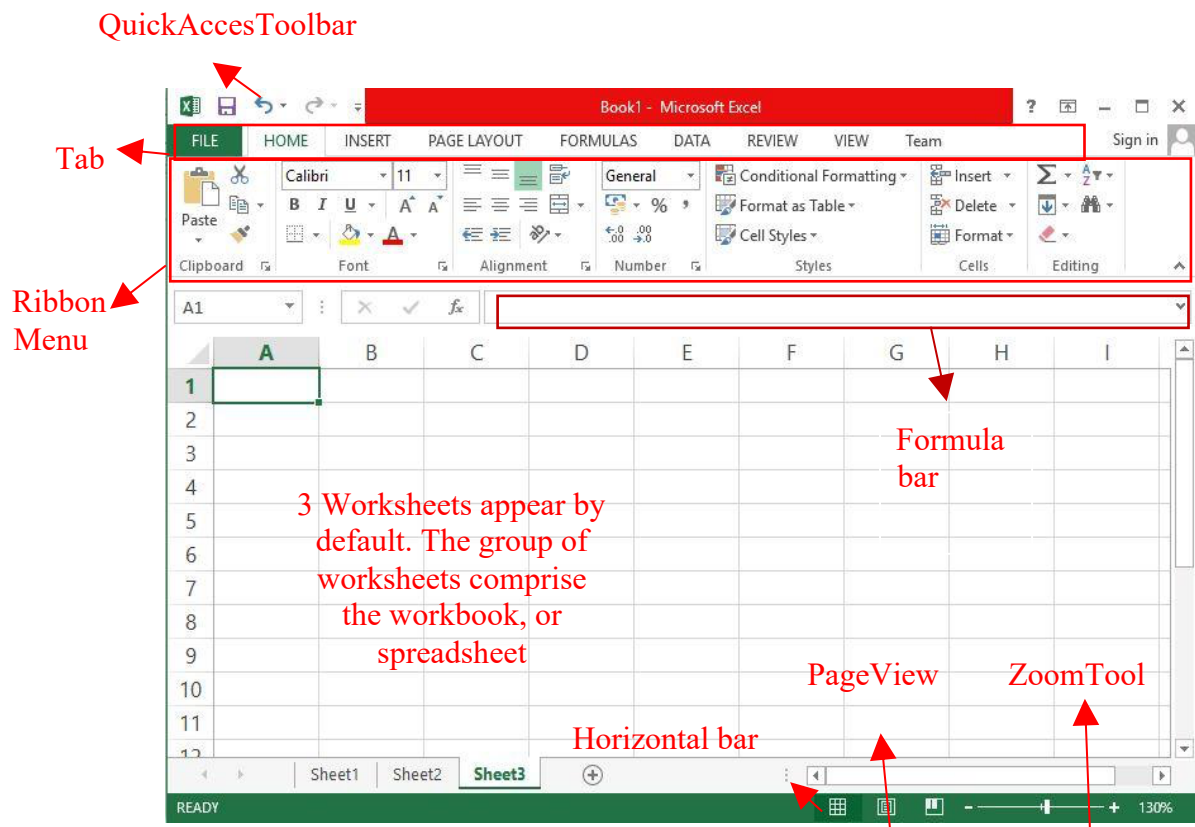 QuickAccesToolbar
Book1 - Microsoft Excel ?
FILE HOME INSERT PAGE LAYOUT FORMULAS DATA REVIEW VIEW Team Sign in
Tab
Calibri 11 General Conditional Formatting Insert
Paste B I U A A % , Format as Table Delete
A .00 .0 Cell Styles Format
Clipboard Font Alignment Number Styles Cells Editing
Ribbon
Menu
A1 fx
A B C D E F G H I
1
2
3
4
5
6
7
8
9
10
11
12
Formula
bar
3 Worksheets appear by
default. The group of
worksheets comprise
the workbook, or
spreadsheet
PageView ZoomTool
Horizontal bar
Sheet1 Sheet2 Sheet3
READY 130%